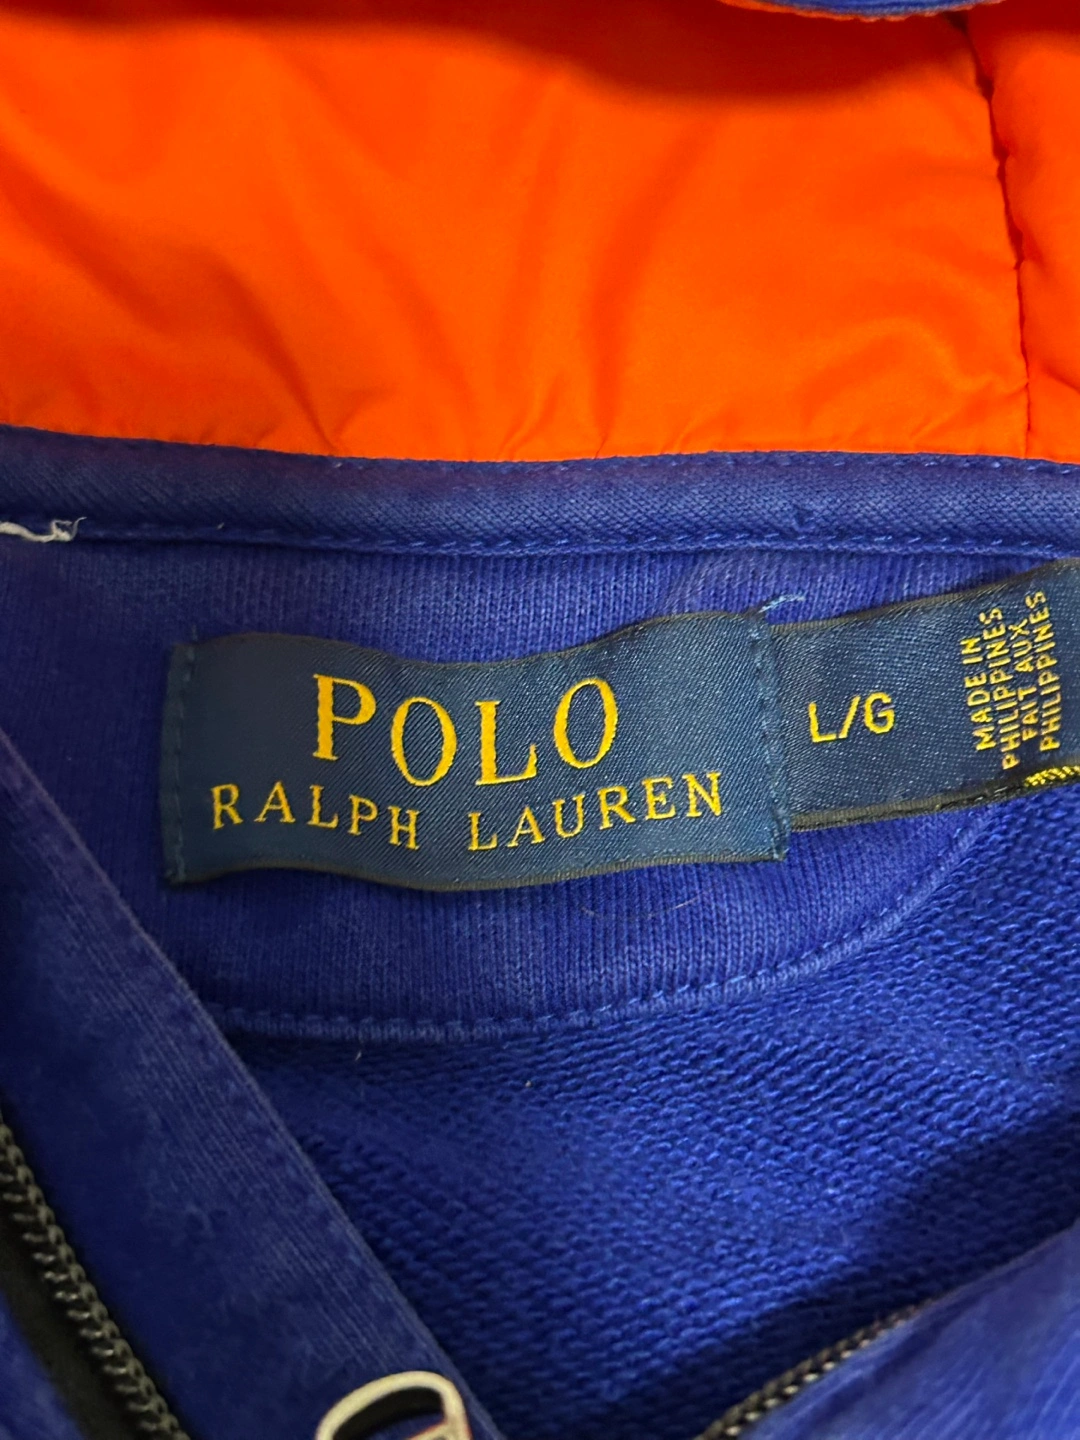 POLO
RALPH LAUREN
L/G
MADE IN
PHILIPPINES
FAIT AUX
PHILIPPINES